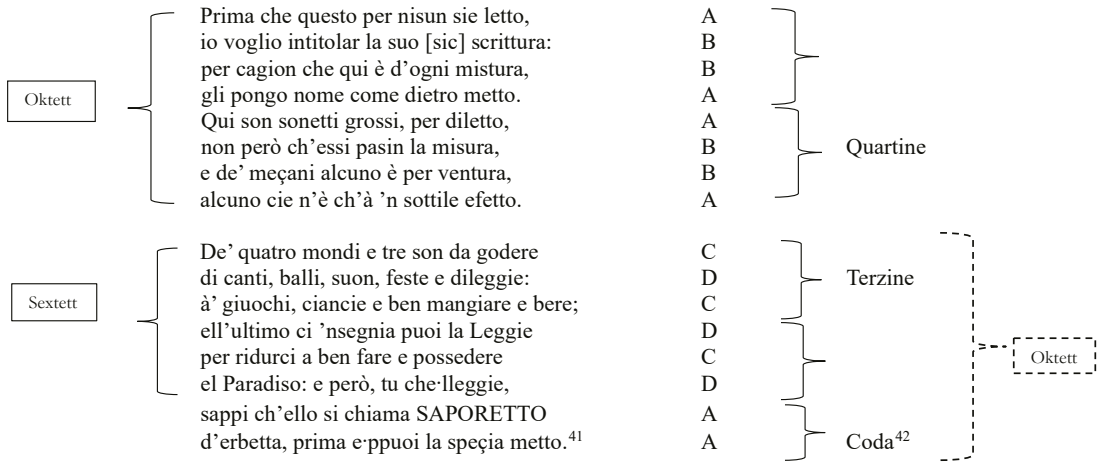 Prima che questo per nisun sie letto, A
io voglio intitolar la suo [sic] scrittura: B
per cagion che qui è d'ogni mistura, B
Oktett
gli pongo nome come dietro metto. A
Qui son sonetti grossi, per diletto, A
non però ch'essi pasin la misura, B
Quartine
e de' meçani alcuno è per ventura, B
alcuno cie n'è ch'à 'n sottile efetto. A
De' quatro mondi e tre son da godere C
di canti, balli, suon, feste e dileggie: D
Terzine
Sextett
à' giuochi, ciancie e ben mangiare e bere; C
ell'ultimo ci 'nsegnia puoi la Leggie D
per ridurci a ben fare e possedere C
Oktett
el Paradiso: e però, tu che·lleggie, D
sappi ch'ello si chiama SAPORETTO A
d'erbetta, prima e·ppuoi la speçia metto.41 A
Coda42